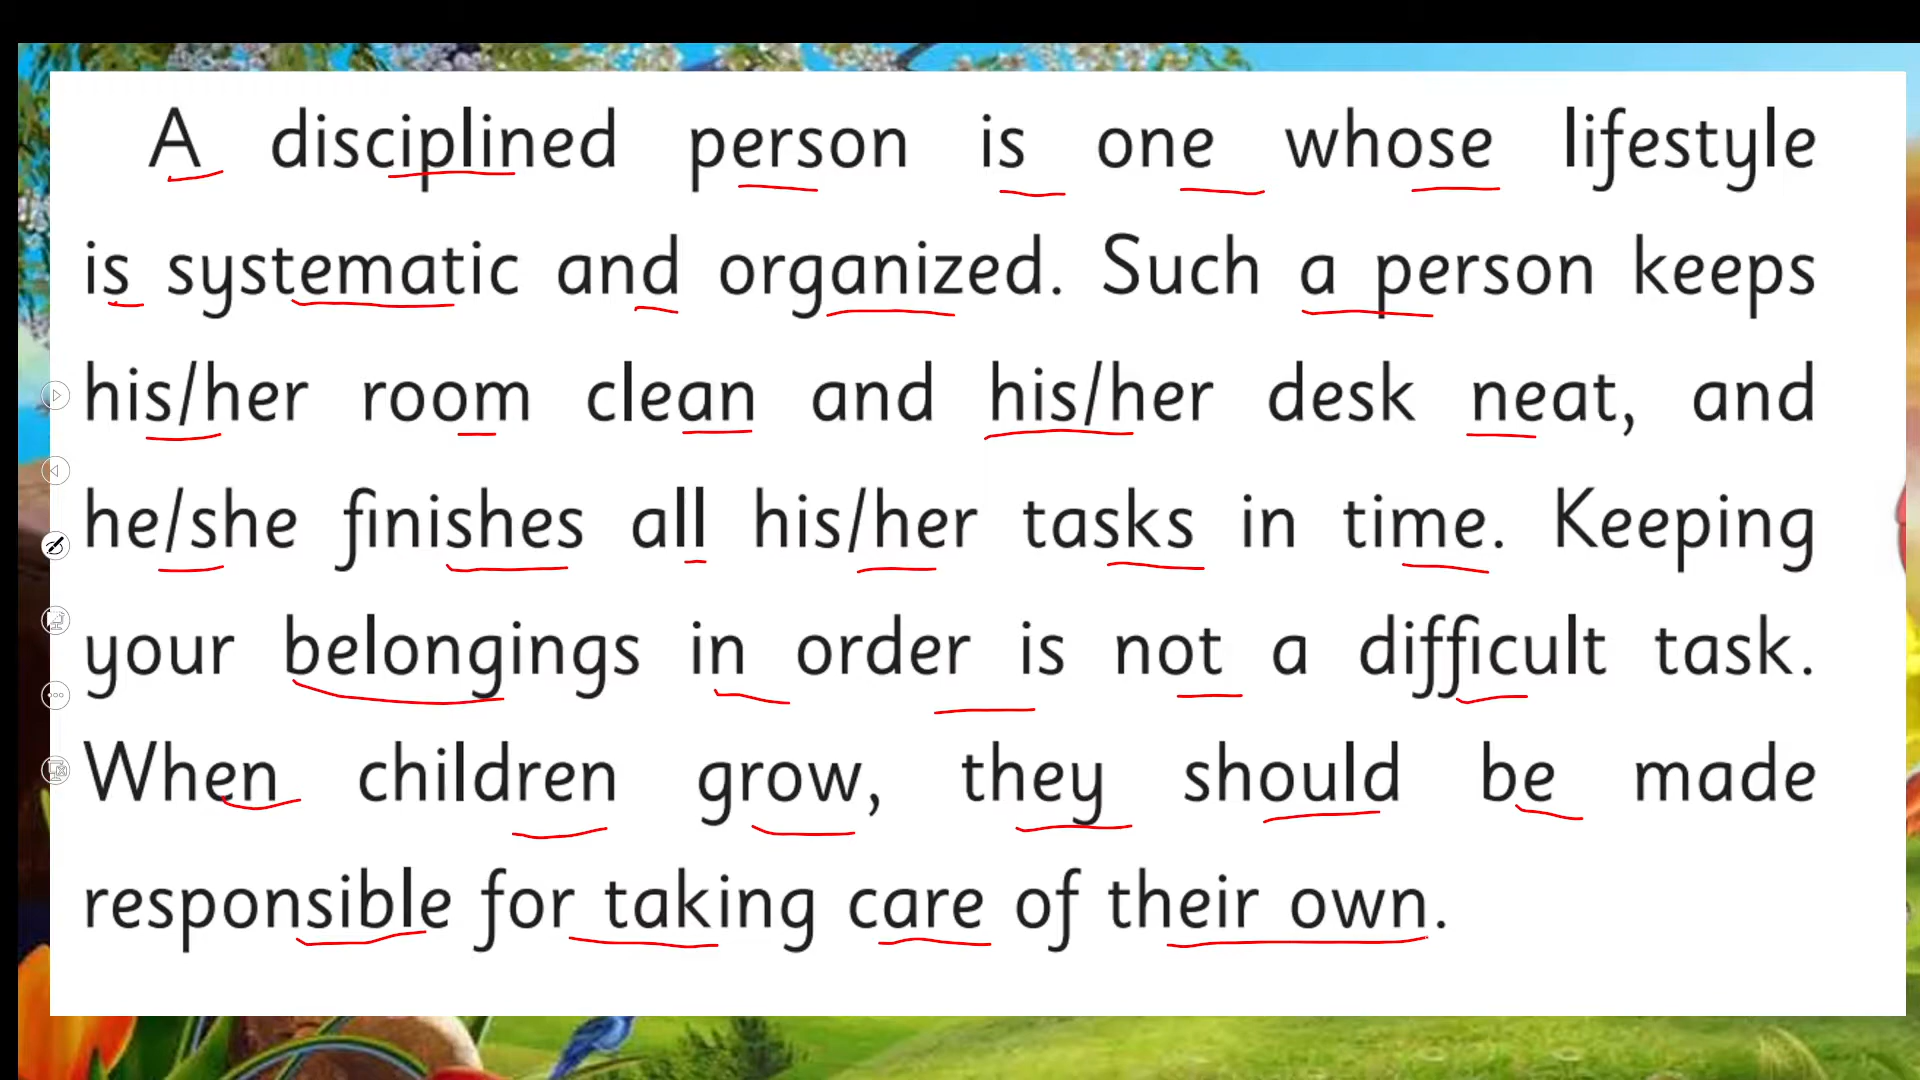 A disciplined person is one whose lifestyle
is systematic and organized. Such a person keeps
his/her room clean and his/her desk neat, and
he/she finishes all his/her tasks in time. Keeping
your belongings in order is not a difficult task.
When children grow, they should be made
responsible for taking care of their own.